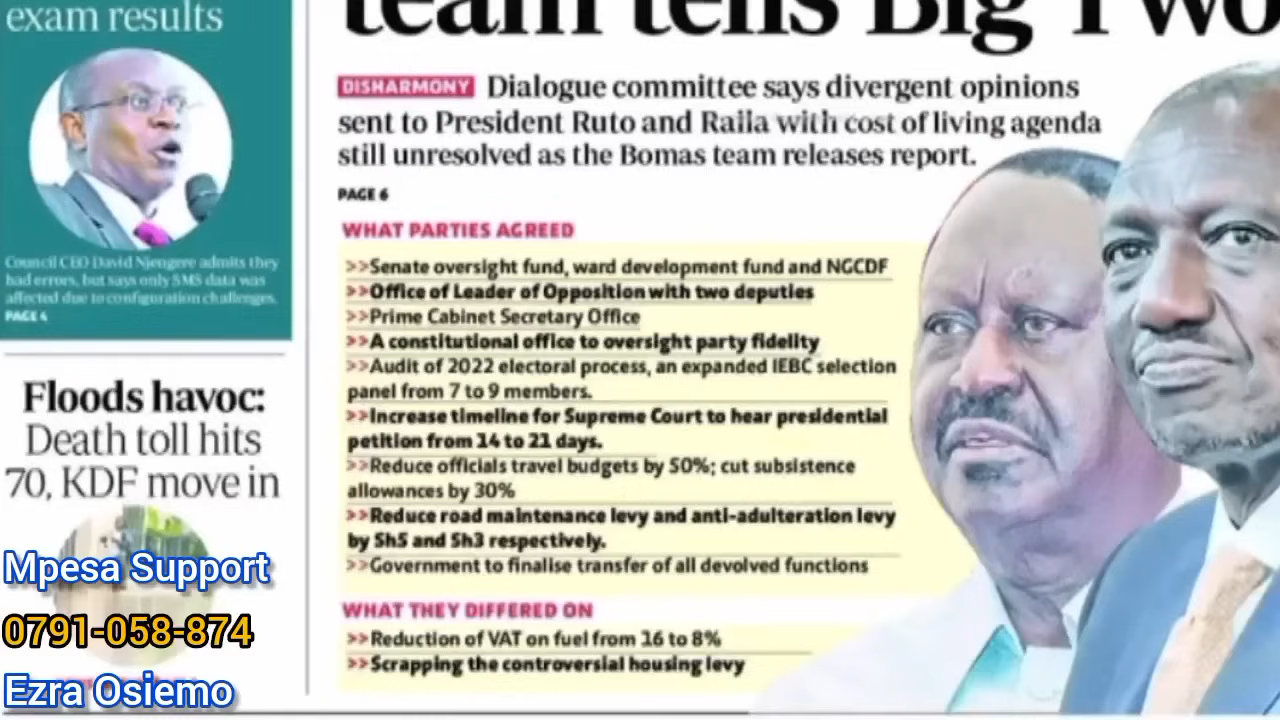 exam results
Council CEO David Njengere admits they
had errors, but says only SMS data was
affected due to configuration challenges.
PAGE 4
Floods havoc:
Death toll hits
70, KDF move in
Mpesa Support
0791-058-874
Ezra Osiemo
team tells Big Two
DISHARMONY Dialogue committee says divergent opinions
sent to President Ruto and Raila with cost of living agenda
still unresolved as the Bomas team releases report.
PAGE 6
WHAT PARTIES AGREED
>>Senate oversight fund, ward development fund and NGCDF
>>Office of Leader of Opposition with two deputies
>>Prime Cabinet Secretary Office
>>A constitutional office to oversight party fidelity
>>Audit of 2022 electoral process, an expanded IEBC selection
panel from 7 to 9 members.
>>Increase timeline for Supreme Court to hear presidential
petition from 14 to 21 days.
>>Reduce officials travel budgets by 50%; cut subsistence
allowances by 30%
>>Reduce road maintenance levy and anti-adulteration levy
by Sh5 and Sh3 respectively.
>>Government to finalise transfer of all devolved functions
WHAT THEY DIFFERED ON
>>Reduction of VAT on fuel from 16 to 8%
>>Scrapping the controversial housing levy